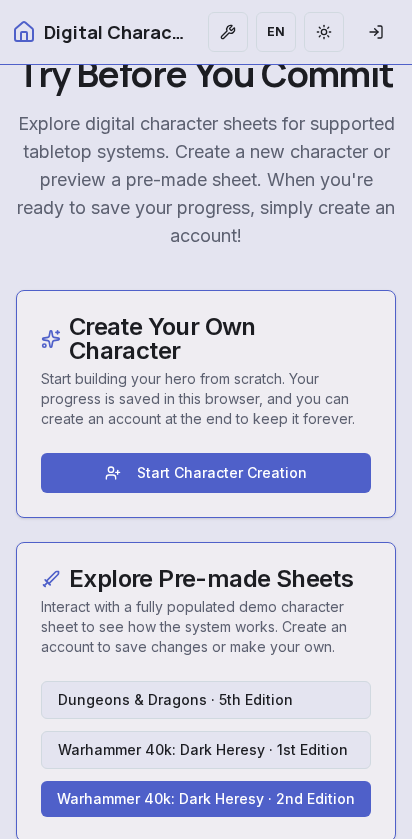 Digital Charac...
EN
Try Before You Commit
Explore digital character sheets for supported
tabletop systems. Create a new character or
preview a pre-made sheet. When you're
ready to save your progress, simply create an
account!
Create Your Own
Character
Start building your hero from scratch. Your
progress is saved in this browser, and you can
create an account at the end to keep it forever.
Start Character Creation
Explore Pre-made Sheets
Interact with a fully populated demo character
sheet to see how the system works. Create an
account to save changes or make your own.
Dungeons & Dragons · 5th Edition
Warhammer 40k: Dark Heresy · 1st Edition
Warhammer 40k: Dark Heresy · 2nd Edition